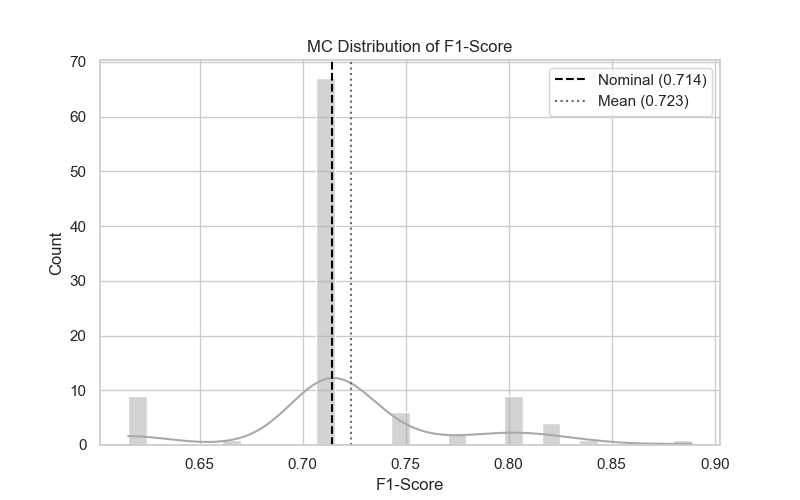 MC Distribution of F1-Score
Nominal (0.714)
Mean (0.723)
Count
70
60
50
40
30
20
10
0
0.65 0.70 0.75 0.80 0.85 0.90
F1-Score